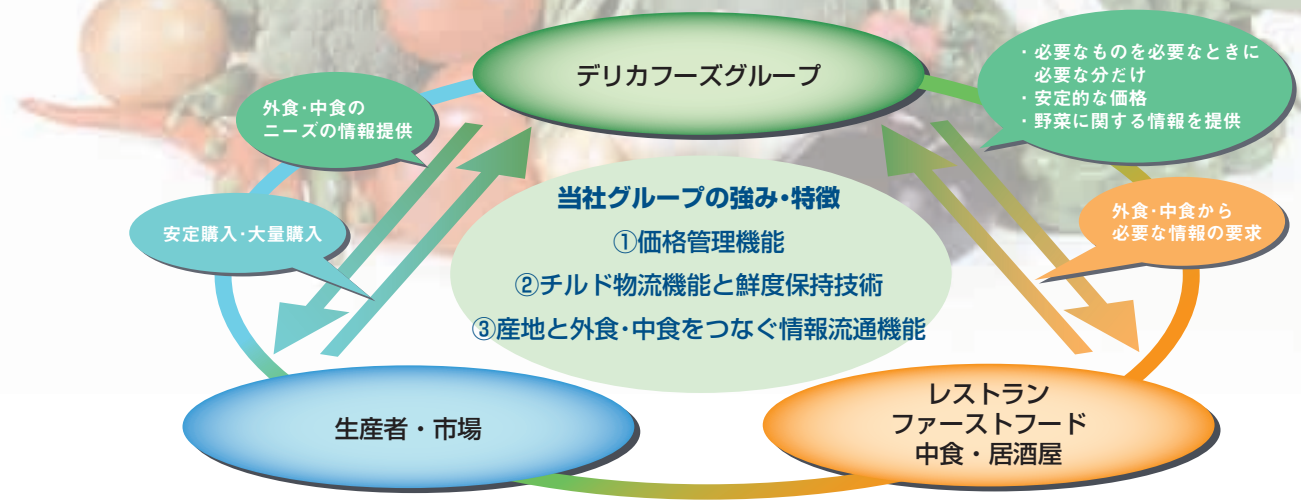 デリカフーズグループ
・必要なものを必要なときに
必要な分だけ
・安定的な価格
・野菜に関する情報を提供
外食・中食の
ニーズの情報提供
安定購入・大量購入
当社グループの強み・特徴
①価格管理機能
②チルド物流機能と鮮度保持技術
③産地と外食・中食をつなぐ情報流通機能
外食・中食から
必要な情報の要求
生産者・市場
レストラン
ファーストフード
中食・居酒屋